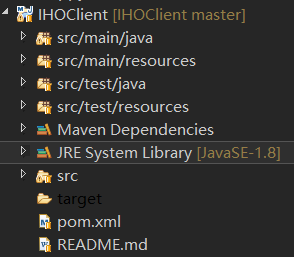 IHOClient [IHOClient master]
src/main/java
src/main/resources
src/test/java
src/test/resources
Maven Dependencies
JRE System Library [JavaSE-1.8]
src
target
pom.xml
README.md